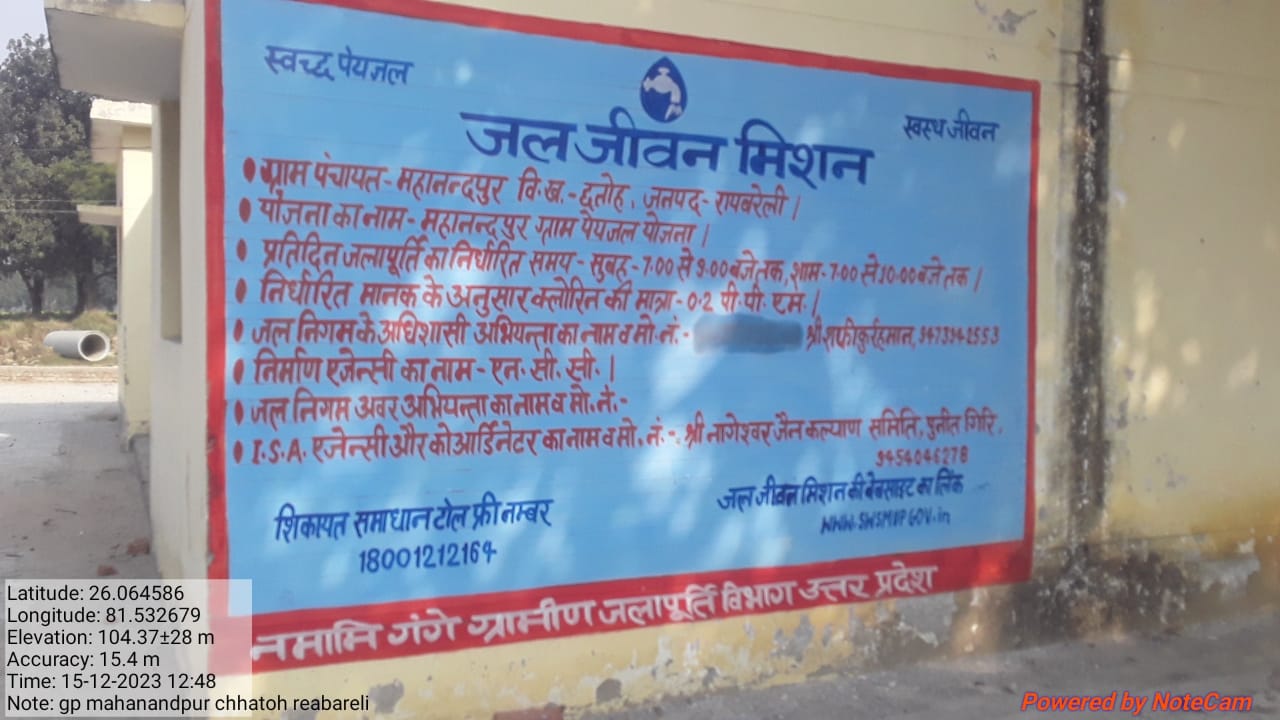 स्वच्छ पेयजल
जल जीवन मिशन
स्वस्थ जीवन
• ग्राम पंचायत - महानन्दपुर वि.ख.- छतोह, जनपद - रायबरेली।
• योजना का नाम - महानन्दपुर ग्राम पेयजल योजना।
• प्रतिदिन जलापूर्ति का निर्धारित समय - सुबह - 7.00 से 9:00 बजे तक, शाम - 7:00 से 10:00 बजे तक।
• निर्धारित मानक के अनुसार क्लोरिन की मात्रा - 0.2 पी.पी.एम.।
• जल निगम के अधिशासी अभियन्ता का नाम व मो. नं.- श्री शफीकुर्रहमान, 9473942553
• निर्माण एजेन्सी का नाम - एन. सी. सी.।
• जल निगम अवर अभियन्ता का नाम व मो. नं.-
• I.S.A. एजेन्सी और कोआर्डिनेटर का नाम व मो. नं.- श्री नागेश्वर जैन कल्याण समिति, पुनीत गिरि,
9454046278
शिकायत समाधान टोल फ्री नम्बर
18001212164
जल जीवन मिशन की बेबसाइट का लिंक
WWW.SWSMUPGOV.in
नमामि गंगे ग्रामीण जलापूर्ति विभाग उत्तर प्रदेश
Latitude: 26.064586
Longitude: 81.532679
Elevation: 104.37±28 m
Accuracy: 15.4 m
Time: 15-12-2023 12:48
Note: gp mahanandpur chhatoh reabareli
Powered by NoteCam